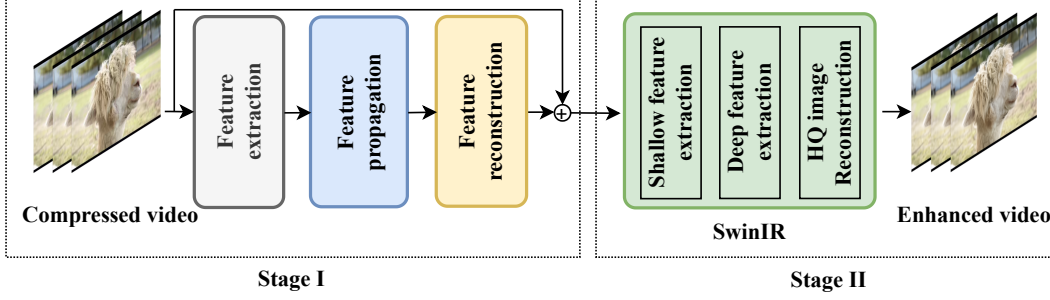 Feature
extraction
Feature
propagation
Feature
reconstruction
Shallow feature
extraction
Deep feature
extraction
HQ image
Reconstruction
Compressed video
SwinIR
Enhanced video
Stage I
Stage II